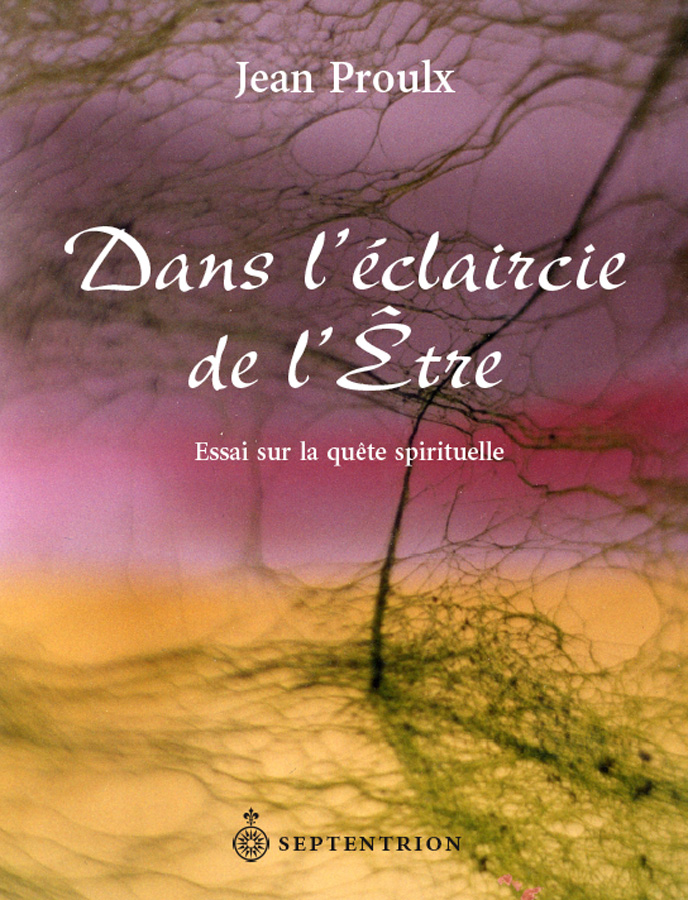 Jean Proulx
Dans l'éclaircie
de l'Être
Essai sur la quête spirituelle
SEPTENTRION